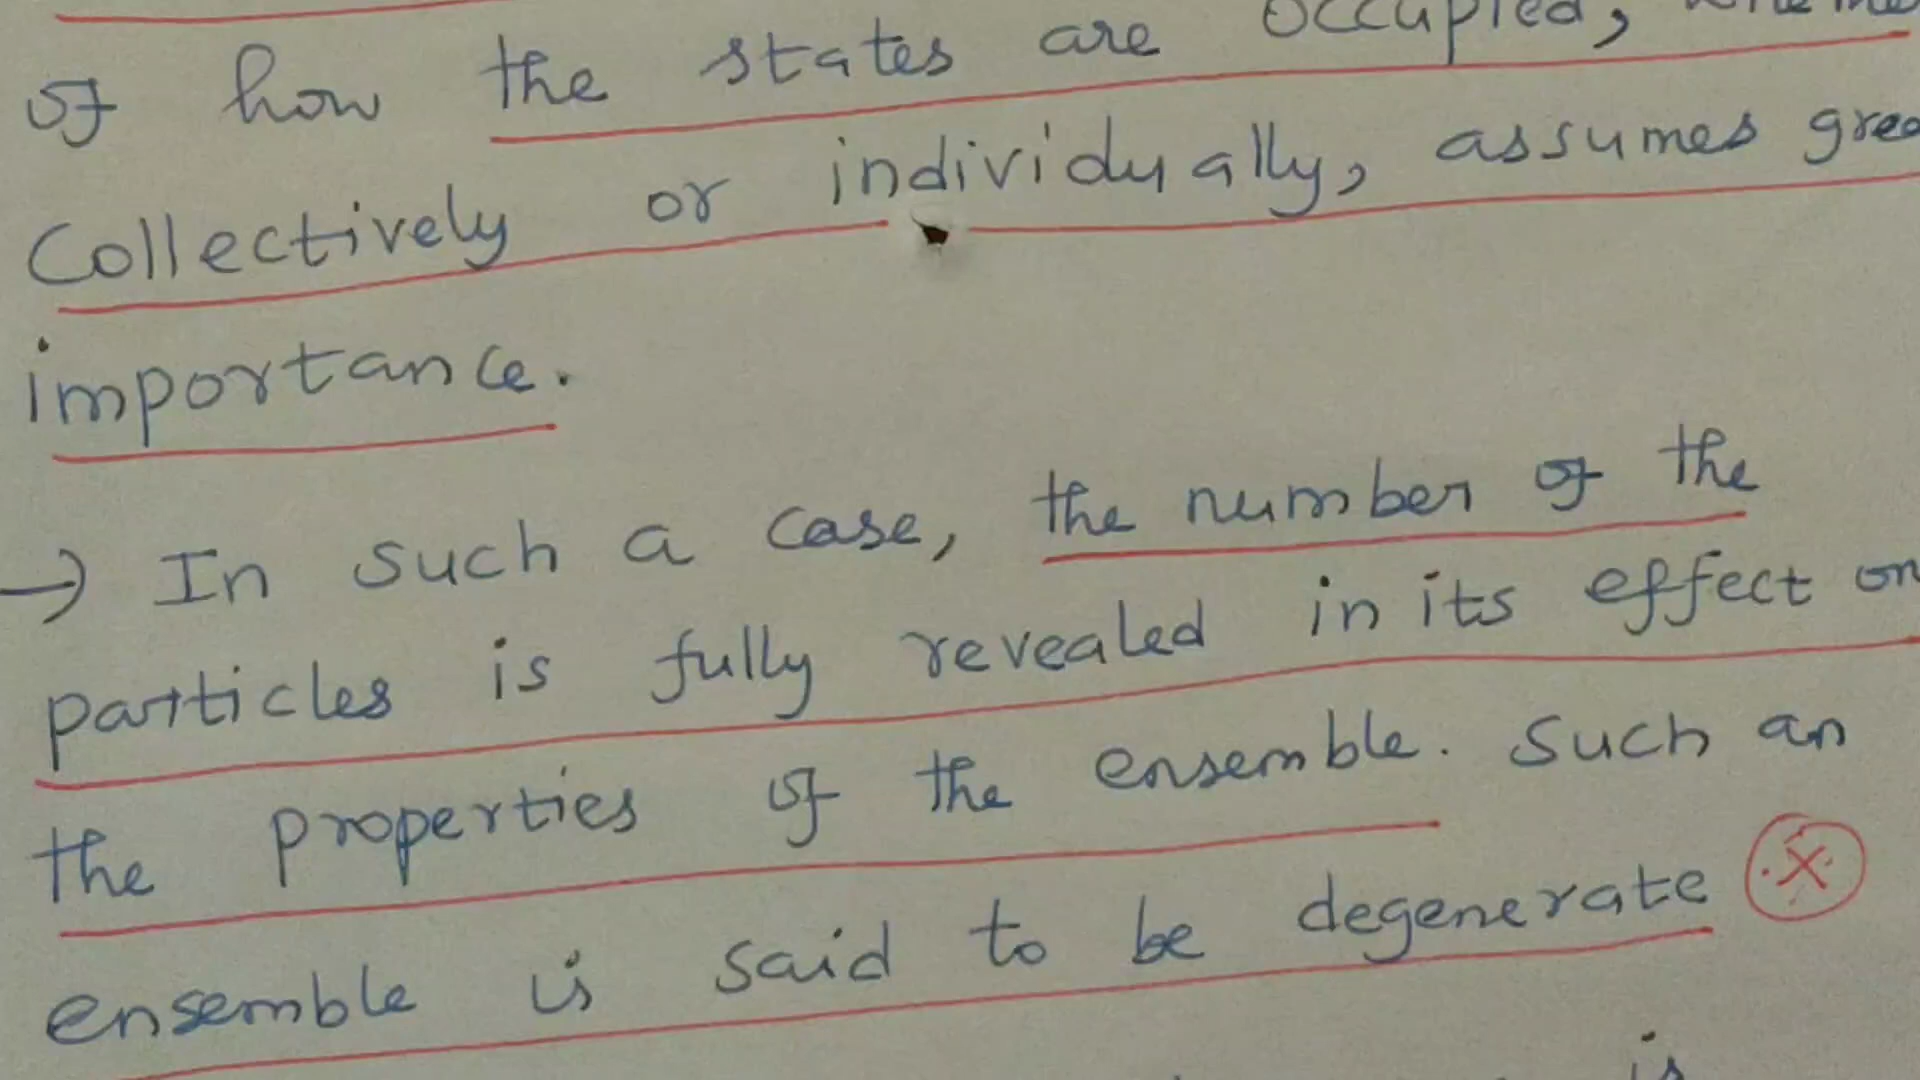 of how the states are occupied,
Collectively or individually, assumes
importance.
→ In such a case, the number of the
particles is fully revealed in its effect on
the properties of the ensemble. Such an
ensemble is said to be degenerate
is